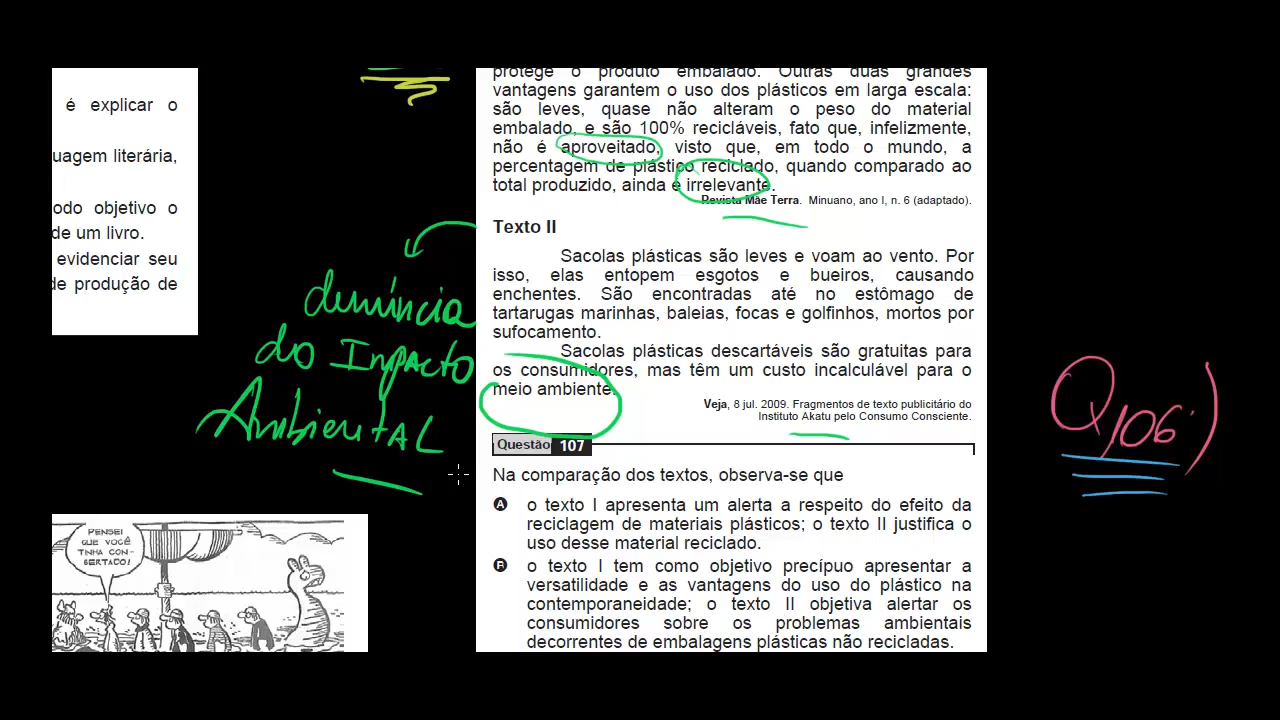 é explicar o
uagem literária,
odo objetivo o
de um livro.
evidenciar seu
de produção de
protege o produto embalado. Outras duas grandes
vantagens garantem o uso dos plásticos em larga escala:
são leves, quase não alteram o peso do material
embalado, e são 100% recicláveis, fato que, infelizmente,
não é aproveitado, visto que, em todo o mundo, a
percentagem de plástico reciclado, quando comparado ao
total produzido, ainda é irrelevante.
Revista Mãe Terra. Minuano, ano I, n. 6 (adaptado).
Texto II
Sacolas plásticas são leves e voam ao vento. Por
isso, elas entopem esgotos e bueiros, causando
enchentes. São encontradas até no estômago de
tartarugas marinhas, baleias, focas e golfinhos, mortos por
sufocamento.
Sacolas plásticas descartáveis são gratuitas para
os consumidores, mas têm um custo incalculável para o
meio ambiente.
Veja, 8 jul. 2009. Fragmentos de texto publicitário do
Instituto Akatu pelo Consumo Consciente.
denúncia
do Impacto
Ambiental
Questão 107
Na comparação dos textos, observa-se que
A o texto I apresenta um alerta a respeito do efeito da
reciclagem de materiais plásticos; o texto II justifica o
uso desse material reciclado.
B o texto I tem como objetivo precípuo apresentar a
versatilidade e as vantagens do uso do plástico na
contemporaneidade; o texto II objetiva alertar os
consumidores sobre os problemas ambientais
decorrentes de embalagens plásticas não recicladas.
PENSEI
QUE VOCÊ
TINHA CON-
SERTADO!
Q106)